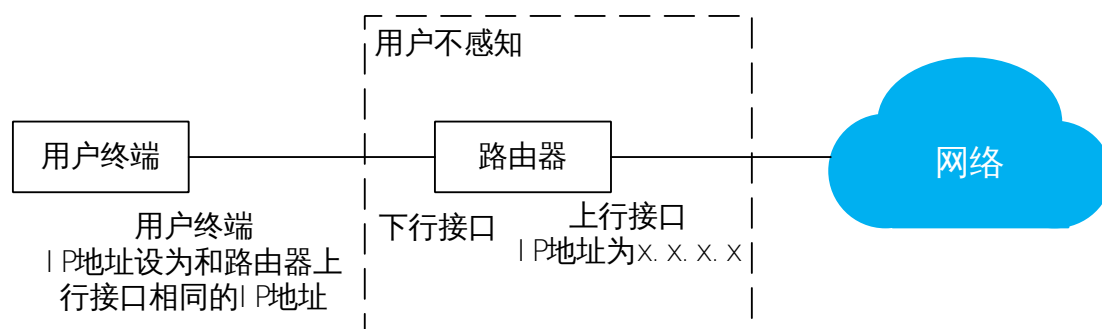 用户不感知
用户终端
路由器
网络
用户终端
IP地址设为和路由器上
行接口相同的IP地址
下行接口
上行接口
IP地址为x. x. x. x